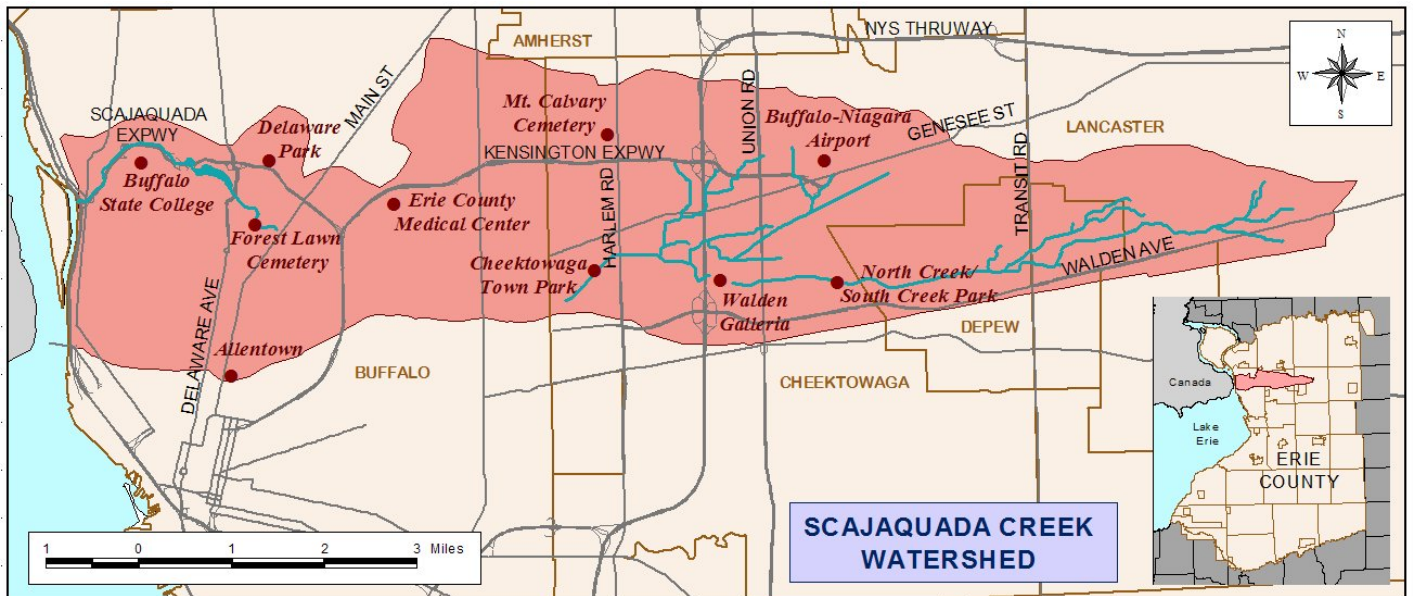 NYS THRUWAY
AMHERST
N
W E
S
MAIN ST
SCAJAQUADA
EXPWY
Delaware
Park
Mt. Calvary
Cemetery
UNION RD
Buffalo-Niagara
Airport
GENESEE ST
LANCASTER
KENSINGTON EXPWY
Buffalo
State College
Erie County
Medical Center
HARLEM RD
TRANSIT RD
Forest Lawn
Cemetery
Cheektowaga
Town Park
WALDEN AVE
North Creek/
South Creek Park
Walden
Galleria
DELAWARE AVE
Allentown
BUFFALO
DEPEW
CHEEKTOWAGA
Canada
Lake
Erie
ERIE
COUNTY
SCAJAQUADA CREEK
WATERSHED
1 0 1 2 3 Miles